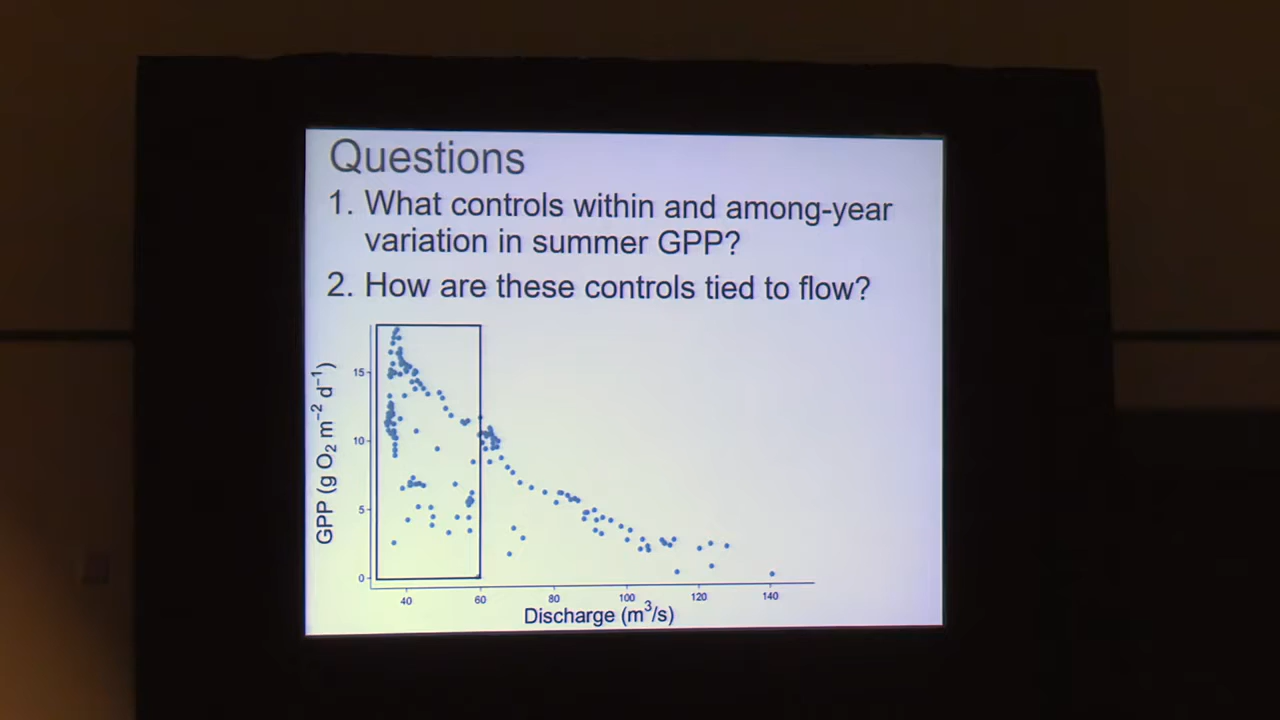 Questions
1. What controls within and among-year
variation in summer GPP?
2. How are these controls tied to flow?
GPP (g O₂ m⁻² d⁻¹)
15
10
5
0
40 60 80 100 120 140
Discharge (m³/s)